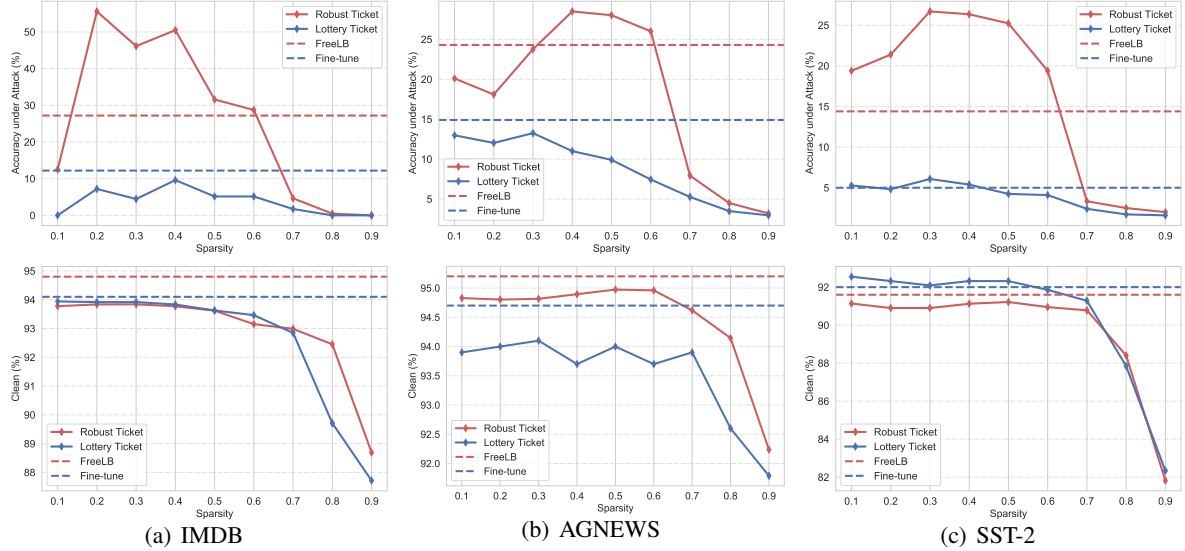 Accuracy under Attack (%)
50
40
30
20
10
0
0.1 0.2 0.3 0.4 0.5 0.6 0.7 0.8 0.9
Sparsity
Robust Ticket
Lottery Ticket
FreeLB
Fine-tune
Accuracy under Attack (%)
25
20
15
10
5
0.1 0.2 0.3 0.4 0.5 0.6 0.7 0.8 0.9
Sparsity
Robust Ticket
Lottery Ticket
FreeLB
Fine-tune
Accuracy under Attack (%)
25
20
15
10
5
0.1 0.2 0.3 0.4 0.5 0.6 0.7 0.8 0.9
Sparsity
Robust Ticket
Lottery Ticket
FreeLB
Fine-tune
Clean (%)
95
94
93
92
91
90
89
88
0.1 0.2 0.3 0.4 0.5 0.6 0.7 0.8 0.9
Sparsity
Robust Ticket
Lottery Ticket
FreeLB
Fine-tune
(a) IMDB
Clean (%)
95.0
94.5
94.0
93.5
93.0
92.5
92.0
0.1 0.2 0.3 0.4 0.5 0.6 0.7 0.8 0.9
Sparsity
Robust Ticket
Lottery Ticket
FreeLB
Fine-tune
(b) AGNEWS
Clean (%)
92
90
88
86
84
82
0.1 0.2 0.3 0.4 0.5 0.6 0.7 0.8 0.9
Sparsity
Robust Ticket
Lottery Ticket
FreeLB
Fine-tune
(c) SST-2